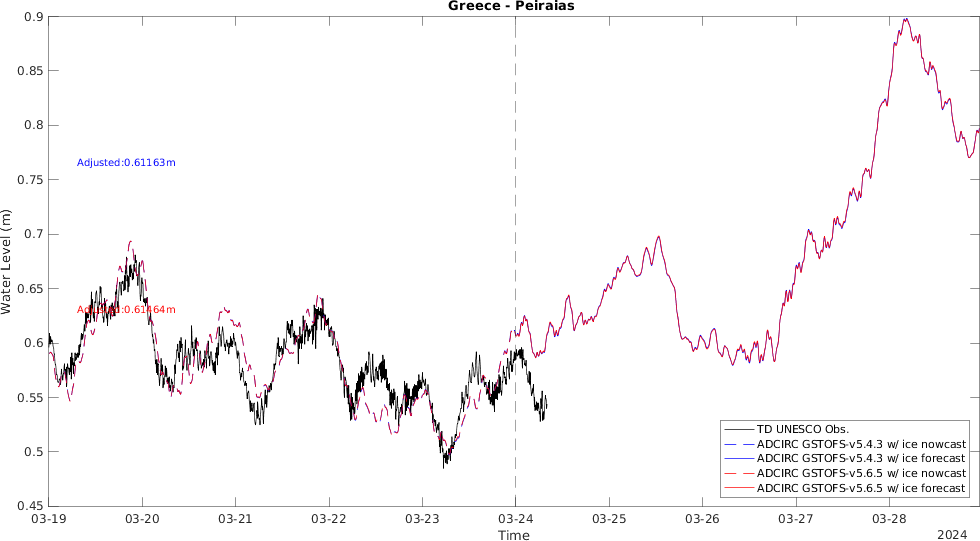 Greece - Peiraias
0.9
0.85
0.8
0.75
0.7
0.65
0.6
0.55
0.5
0.45
Water Level (m)
Adjusted:0.61163m
Adjusted:0.61464m
TD UNESCO Obs.
ADCIRC GSTOFS-v5.4.3 w/ ice nowcast
ADCIRC GSTOFS-v5.4.3 w/ ice forecast
ADCIRC GSTOFS-v5.6.5 w/ ice nowcast
ADCIRC GSTOFS-v5.6.5 w/ ice forecast
03-19 03-20 03-21 03-22 03-23 03-24 03-25 03-26 03-27 03-28
Time
2024